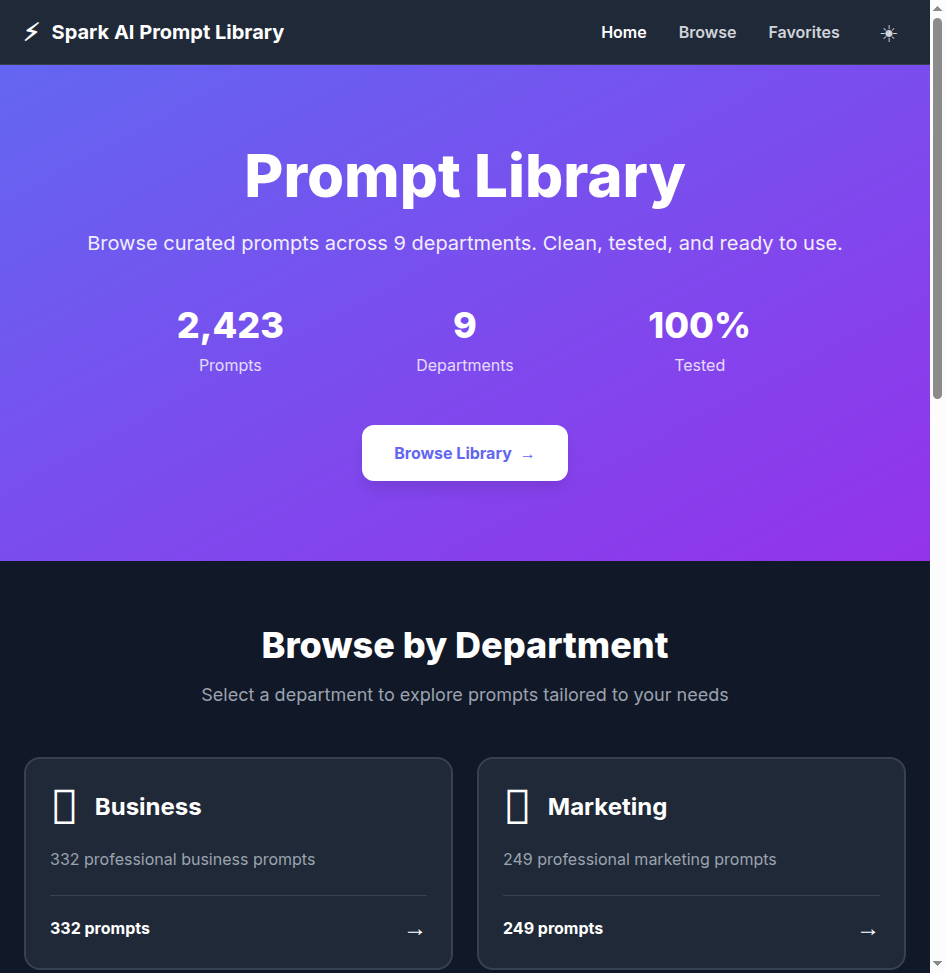 Spark AI Prompt Library
Home
Browse
Favorites
Prompt Library
Browse curated prompts across 9 departments. Clean, tested, and ready to use.
2,423
9
100%
Prompts
Departments
Tested
Browse Library →
Browse by Department
Select a department to explore prompts tailored to your needs
Business
332 professional business prompts
332 prompts →
Marketing
249 professional marketing prompts
249 prompts →